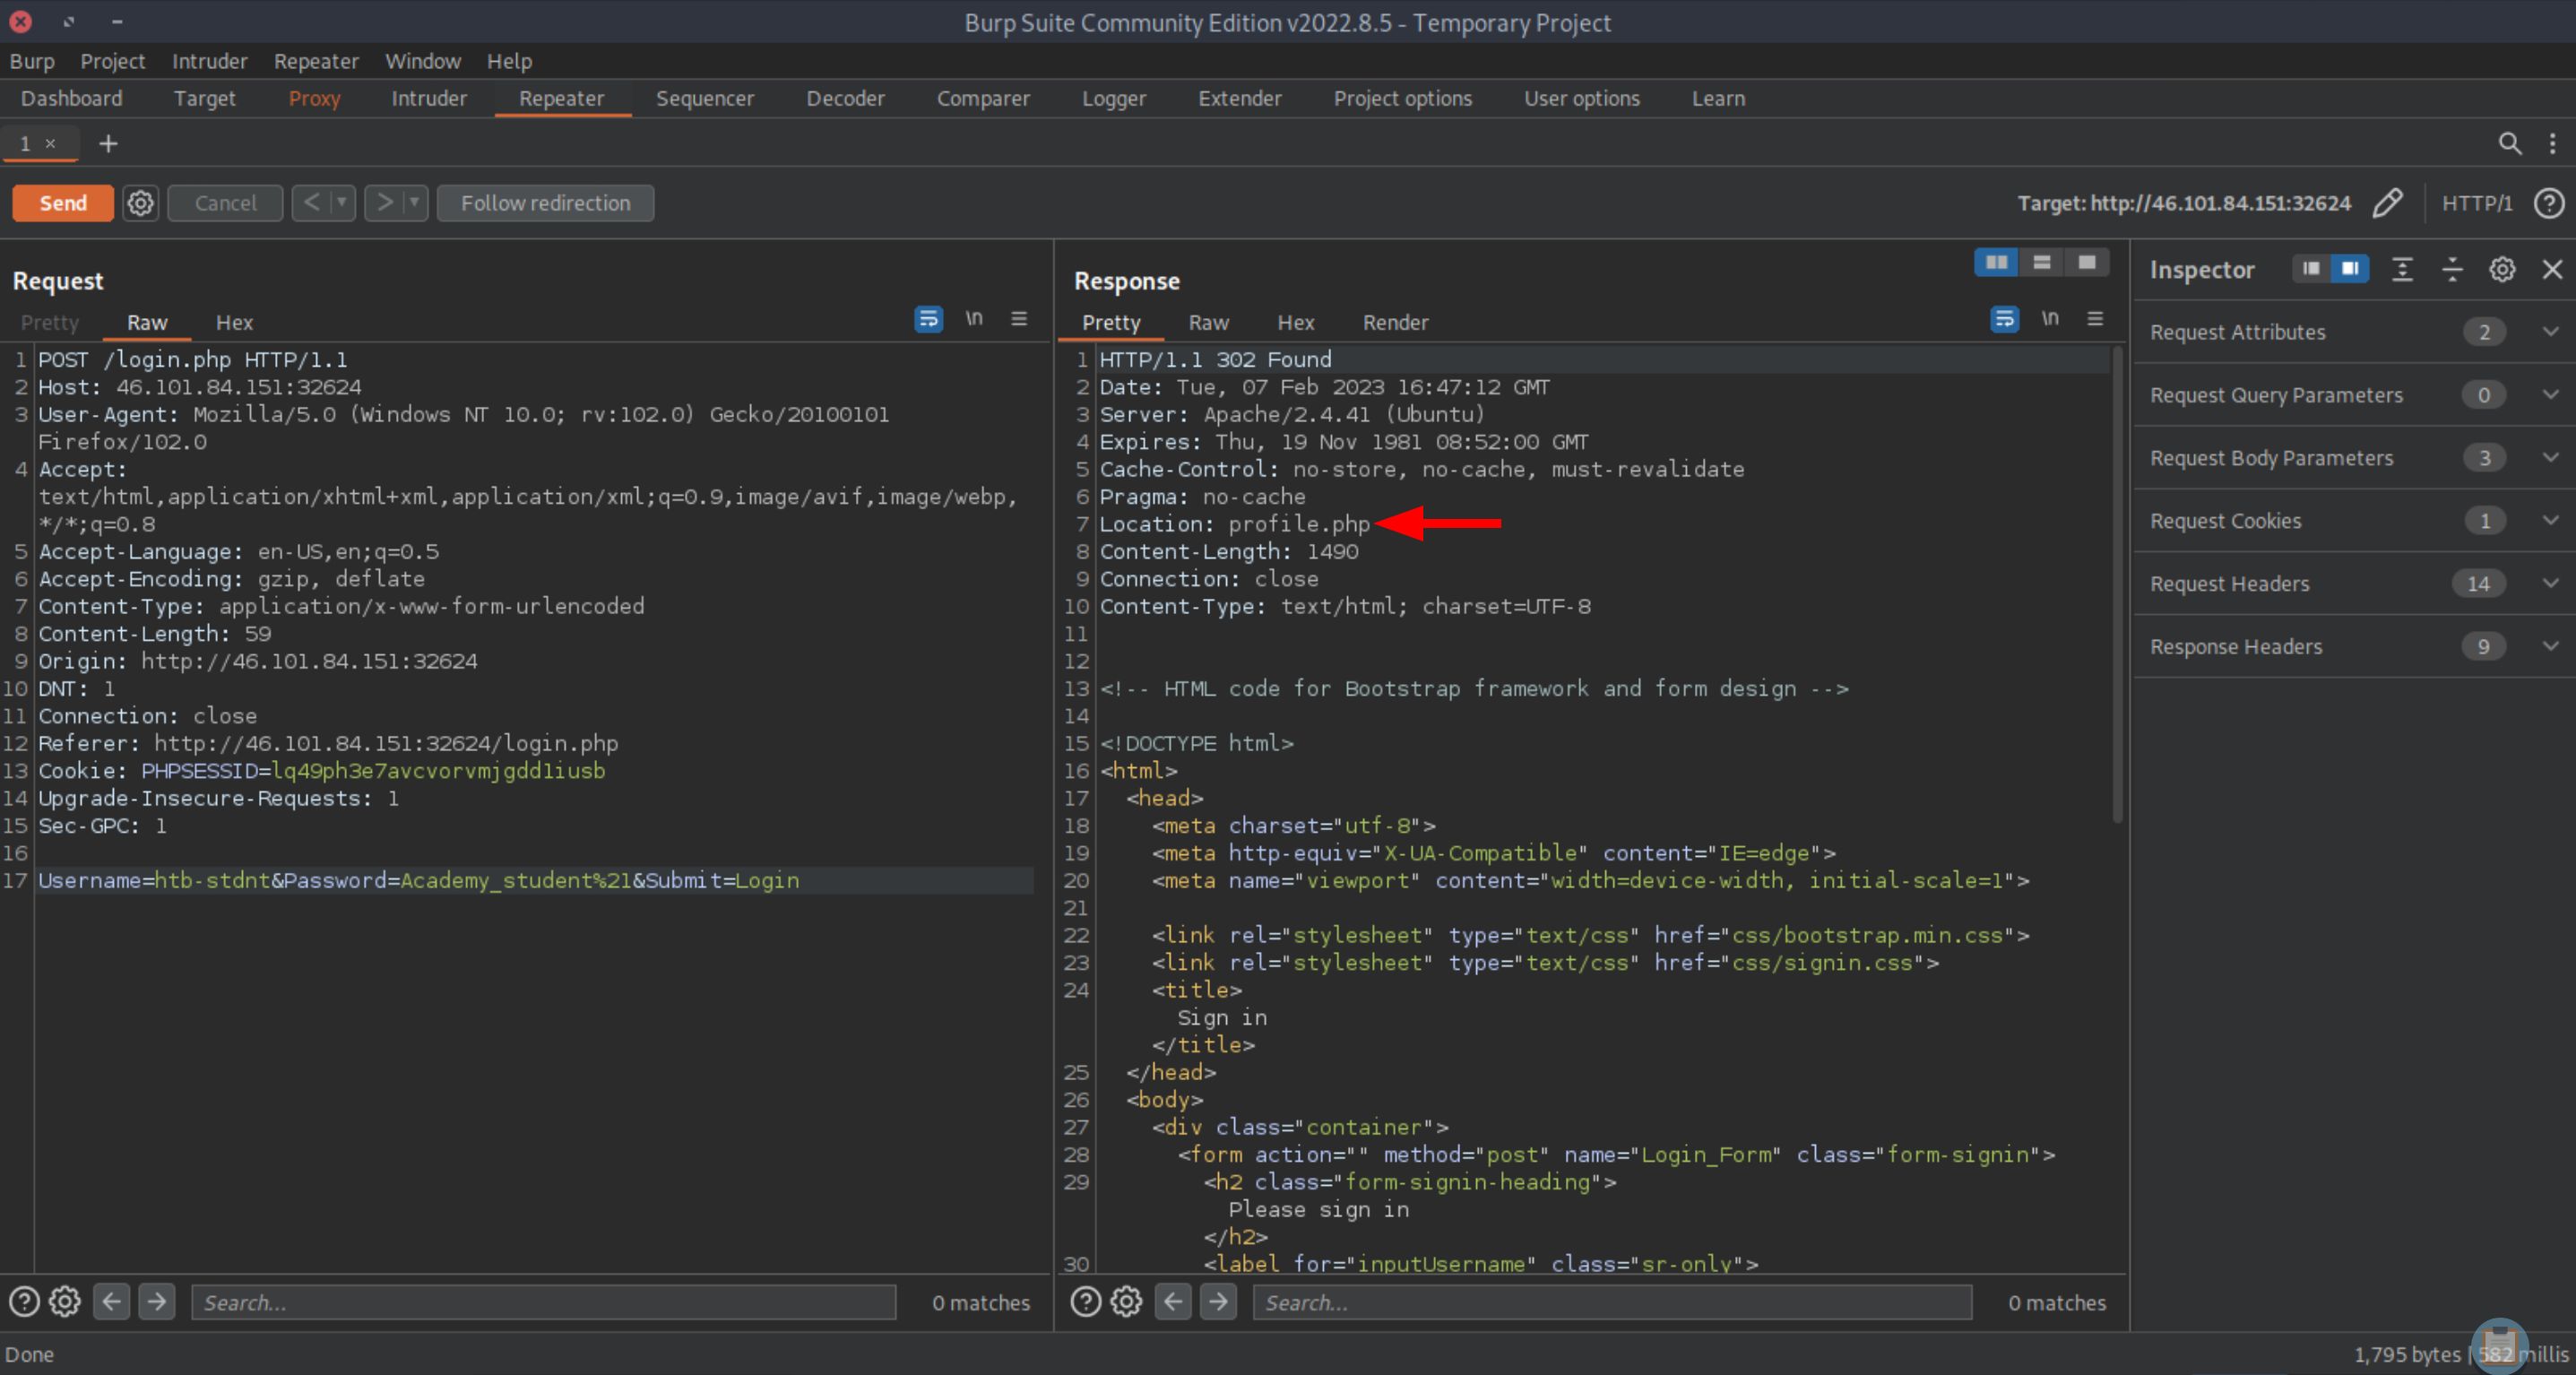 Burp Suite Community Edition v2022.8.5 - Temporary Project
Burp Project Intruder Repeater Window Help
Dashboard Target Proxy Intruder Repeater Sequencer Decoder Comparer Logger Extender Project options User options Learn
1 × +
Send Cancel < > Follow redirection Target: http://46.101.84.151:32624 HTTP/1 ?
Request
Pretty Raw Hex \n
1 POST /login.php HTTP/1.1
2 Host: 46.101.84.151:32624
3 User-Agent: Mozilla/5.0 (Windows NT 10.0; rv:102.0) Gecko/20100101
Firefox/102.0
4 Accept:
text/html,application/xhtml+xml,application/xml;q=0.9,image/avif,image/webp,
*/*;q=0.8
5 Accept-Language: en-US,en;q=0.5
6 Accept-Encoding: gzip, deflate
7 Content-Type: application/x-www-form-urlencoded
8 Content-Length: 59
9 Origin: http://46.101.84.151:32624
10 DNT: 1
11 Connection: close
12 Referer: http://46.101.84.151:32624/login.php
13 Cookie: PHPSESSID=lq49ph3e7avcvorvmjgdd1iusb
14 Upgrade-Insecure-Requests: 1
15 Sec-GPC: 1
16
17 Username=htb-stdnt&Password=Academy_student%21&Submit=Login
? Search... 0 matches
Response
Pretty Raw Hex Render \n
1 HTTP/1.1 302 Found
2 Date: Tue, 07 Feb 2023 16:47:12 GMT
3 Server: Apache/2.4.41 (Ubuntu)
4 Expires: Thu, 19 Nov 1981 08:52:00 GMT
5 Cache-Control: no-store, no-cache, must-revalidate
6 Pragma: no-cache
7 Location: profile.php
8 Content-Length: 1490
9 Connection: close
10 Content-Type: text/html; charset=UTF-8
11
12
13 <!-- HTML code for Bootstrap framework and form design -->
14
15 <!DOCTYPE html>
16 <html>
17 <head>
18 <meta charset="utf-8">
19 <meta http-equiv="X-UA-Compatible" content="IE=edge">
20 <meta name="viewport" content="width=device-width, initial-scale=1">
21
22 <link rel="stylesheet" type="text/css" href="css/bootstrap.min.css">
23 <link rel="stylesheet" type="text/css" href="css/signin.css">
24 <title>
Sign in
</title>
25 </head>
26 <body>
27 <div class="container">
28 <form action="" method="post" name="Login_Form" class="form-signin">
29 <h2 class="form-signin-heading">
Please sign in
</h2>
30 <label for="inputUsername" class="sr-only">
? Search... 0 matches
Inspector
Request Attributes 2
Request Query Parameters 0
Request Body Parameters 3
Request Cookies 1
Request Headers 14
Response Headers 9
Done 1,795 bytes | 582 millis